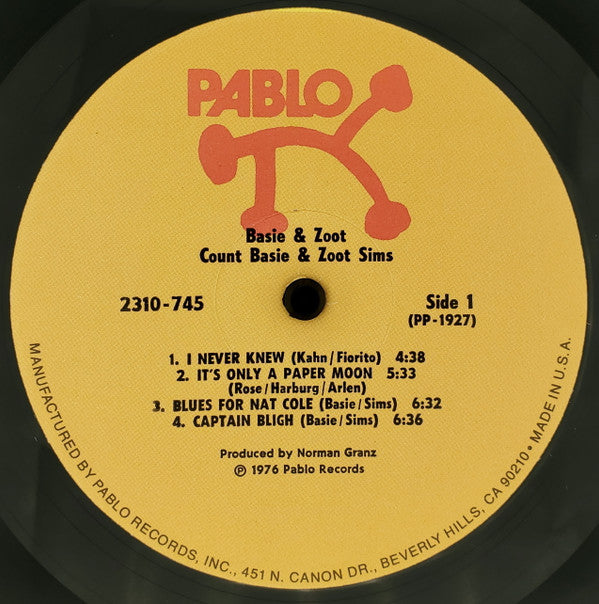 PABLO
Basie & Zoot
Count Basie & Zoot Sims
2310-745
Side 1
(PP-1927)
1. I NEVER KNEW (Kahn/Fiorito) 4:38
2. IT'S ONLY A PAPER MOON 5:33
(Rose/Harburg/Arlen)
3. BLUES FOR NAT COLE (Basie/Sims) 6:32
4. CAPTAIN BLIGH (Basie/Sims) 6:36
Produced by Norman Granz
℗ 1976 Pablo Records
MANUFACTURED BY PABLO RECORDS, INC., 451 N. CANON DR., BEVERLY HILLS, CA 90210 • MADE IN U.S.A.